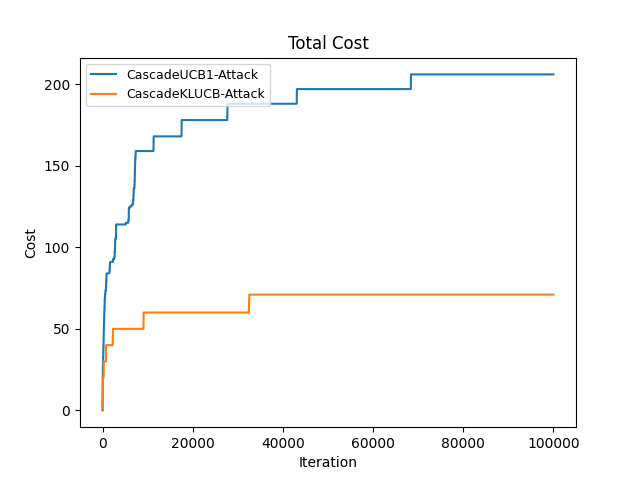 Total Cost
CascadeUCB1-Attack
CascadeKLUCB-Attack
200
150
100
50
0
Cost
0 20000 40000 60000 80000 100000
Iteration